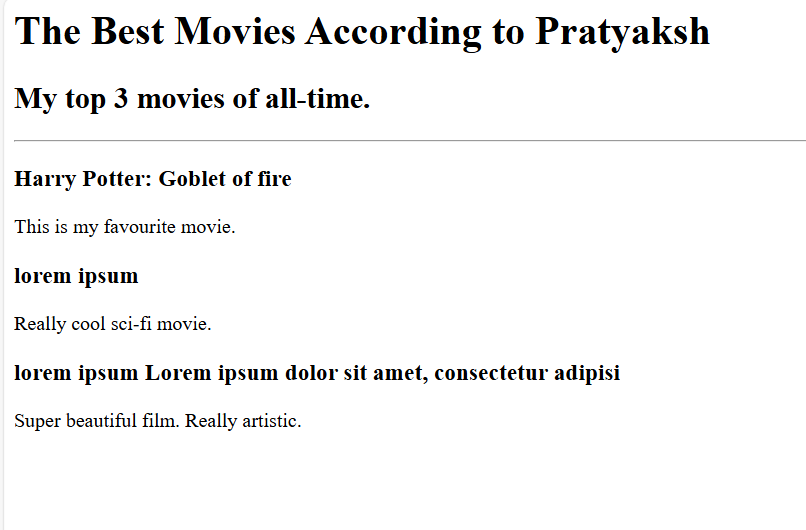 The Best Movies According to Pratyaksh
My top 3 movies of all-time.
Harry Potter: Goblet of fire
This is my favourite movie.
lorem ipsum
Really cool sci-fi movie.
lorem ipsum Lorem ipsum dolor sit amet, consectetur adipisi
Super beautiful film. Really artistic.